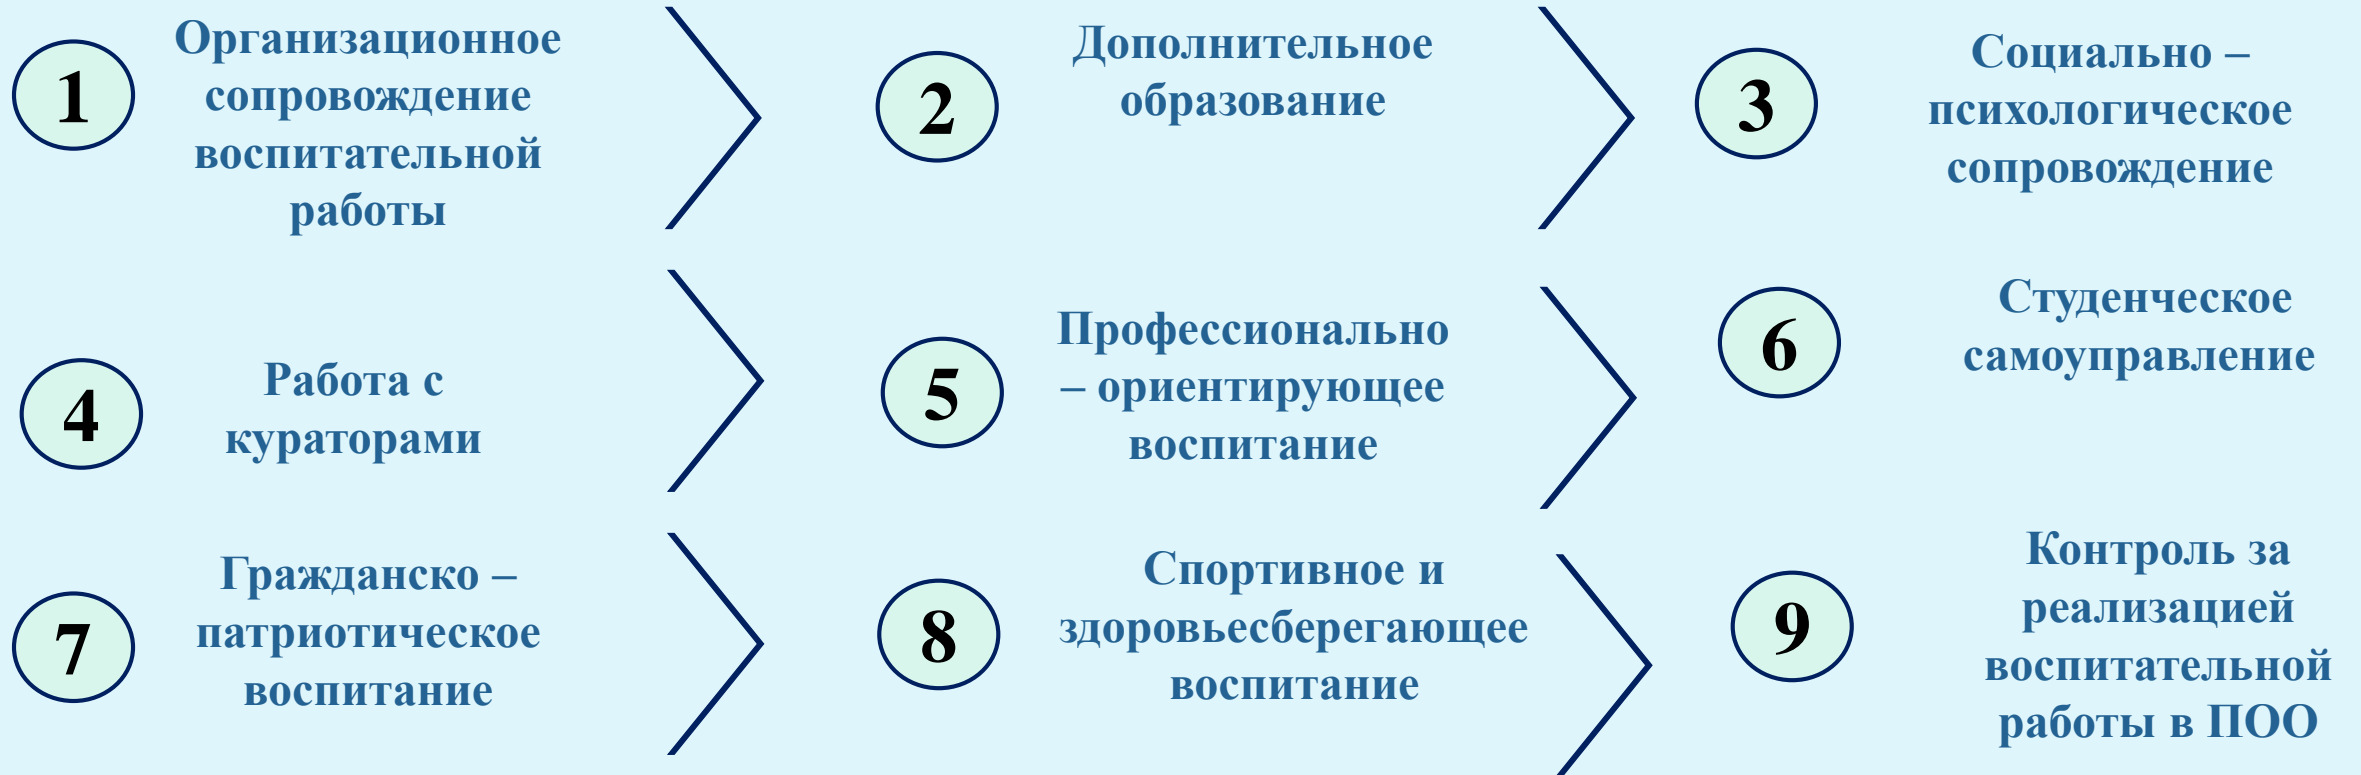 1
Организационное
сопровождение
воспитательной
работы
2
Дополнительное
образование
3
Социально –
психологическое
сопровождение
4
Работа с
кураторами
5
Профессионально
– ориентирующее
воспитание
6
Студенческое
самоуправление
7
Гражданско –
патриотическое
воспитание
8
Спортивное и
здоровьесберегающее
воспитание
9
Контроль за
реализацией
воспитательной
работы в ПОО